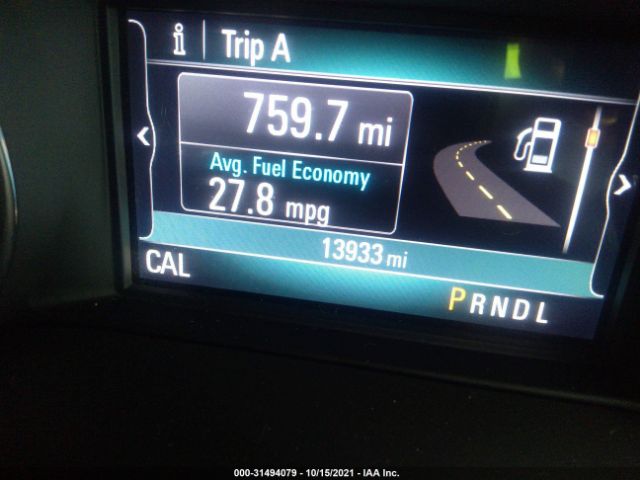 i Trip A
759.7 mi
Avg. Fuel Economy
27.8 mpg
13933 mi
CAL
PRNDL
000-31494079 - 10/15/2021 - IAA Inc.